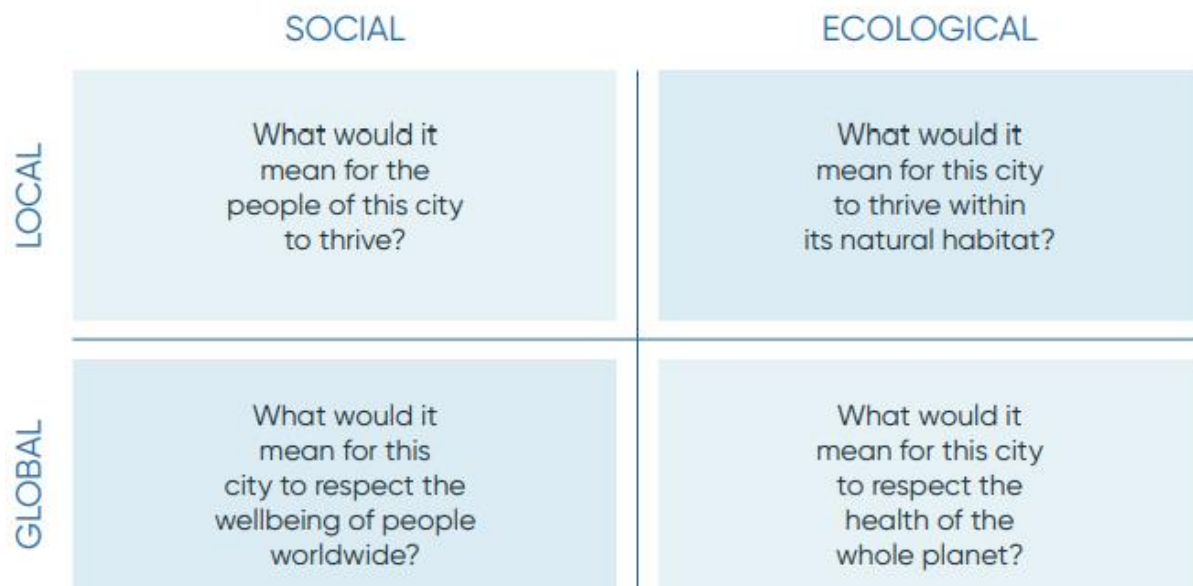 SOCIAL
ECOLOGICAL
LOCAL
What would it
mean for the
people of this city
to thrive?
What would it
mean for this city
to thrive within
its natural habitat?
GLOBAL
What would it
mean for this
city to respect the
wellbeing of people
worldwide?
What would it
mean for this city
to respect the
health of the
whole planet?